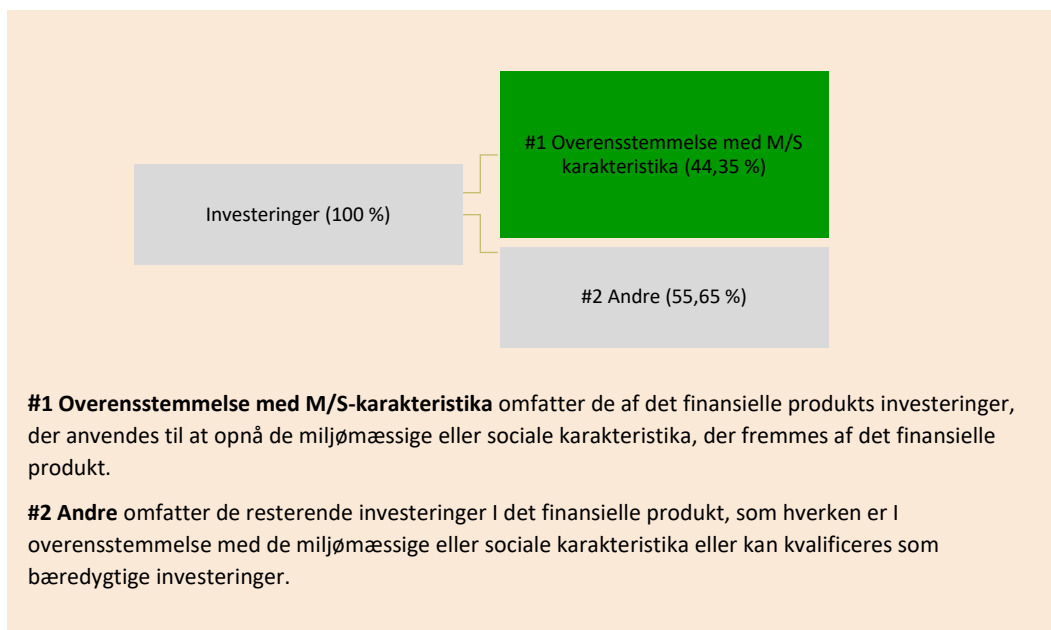 #1 Overensstemmelse med M/S
karakteristika (44,35 %)
Investeringer (100 %)
#2 Andre (55,65 %)
#1 Overensstemmelse med M/S-karakteristika omfatter de af det finansielle produkts investeringer,
der anvendes til at opnå de miljømæssige eller sociale karakteristika, der fremmes af det finansielle
produkt.
#2 Andre omfatter de resterende investeringer I det finansielle produkt, som hverken er I
overensstemmelse med de miljømæssige eller sociale karakteristika eller kan kvalificeres som
bæredygtige investeringer.